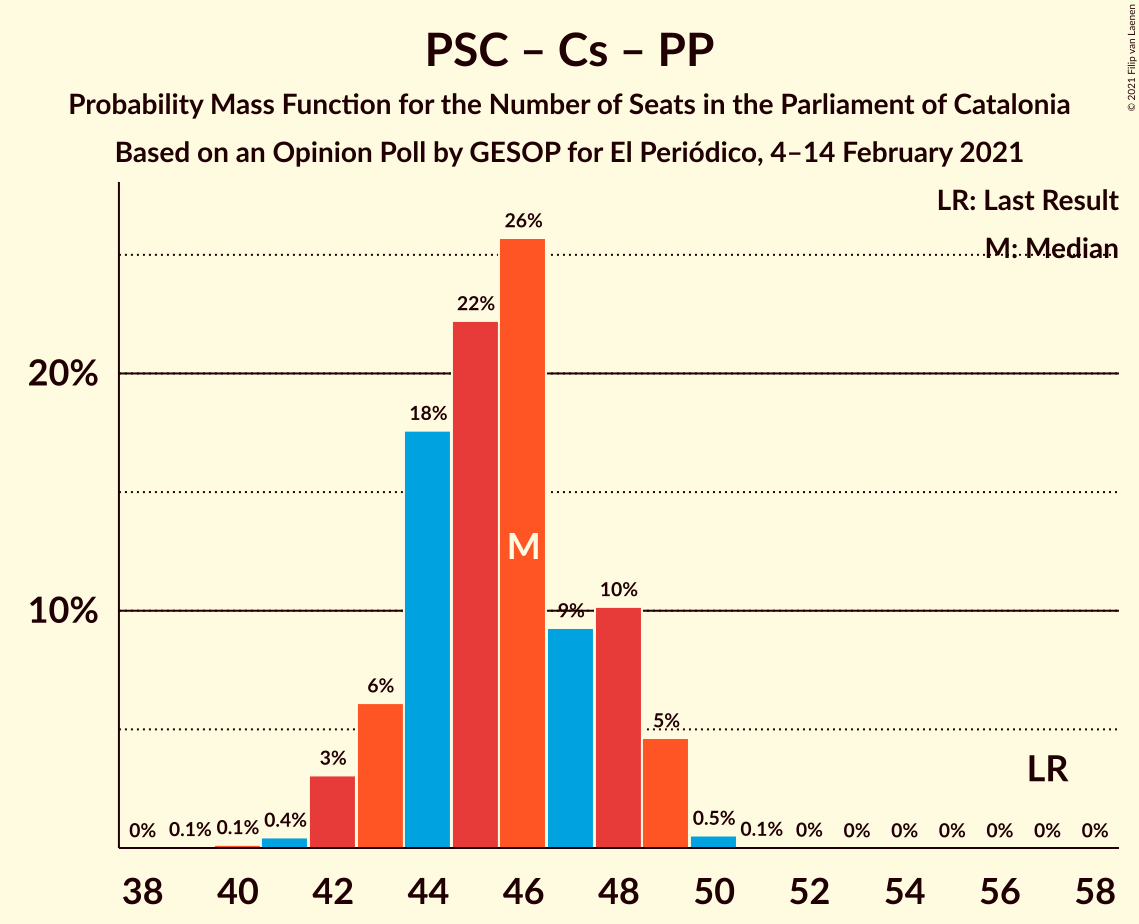 PSC – Cs – PP
Probability Mass Function for the Number of Seats in the Parliament of Catalonia
Based on an Opinion Poll by GESOP for El Periódico, 4–14 February 2021
© 2021 Filip van Laenen
LR: Last Result
M: Median
20%
10%
0%
0.1%
0.1%
0.4%
3%
6%
18%
22%
26%
9%
10%
5%
0.5%
0.1%
0%
0%
0%
0%
0%
0%
0%
M
LR
38 40 42 44 46 48 50 52 54 56 58